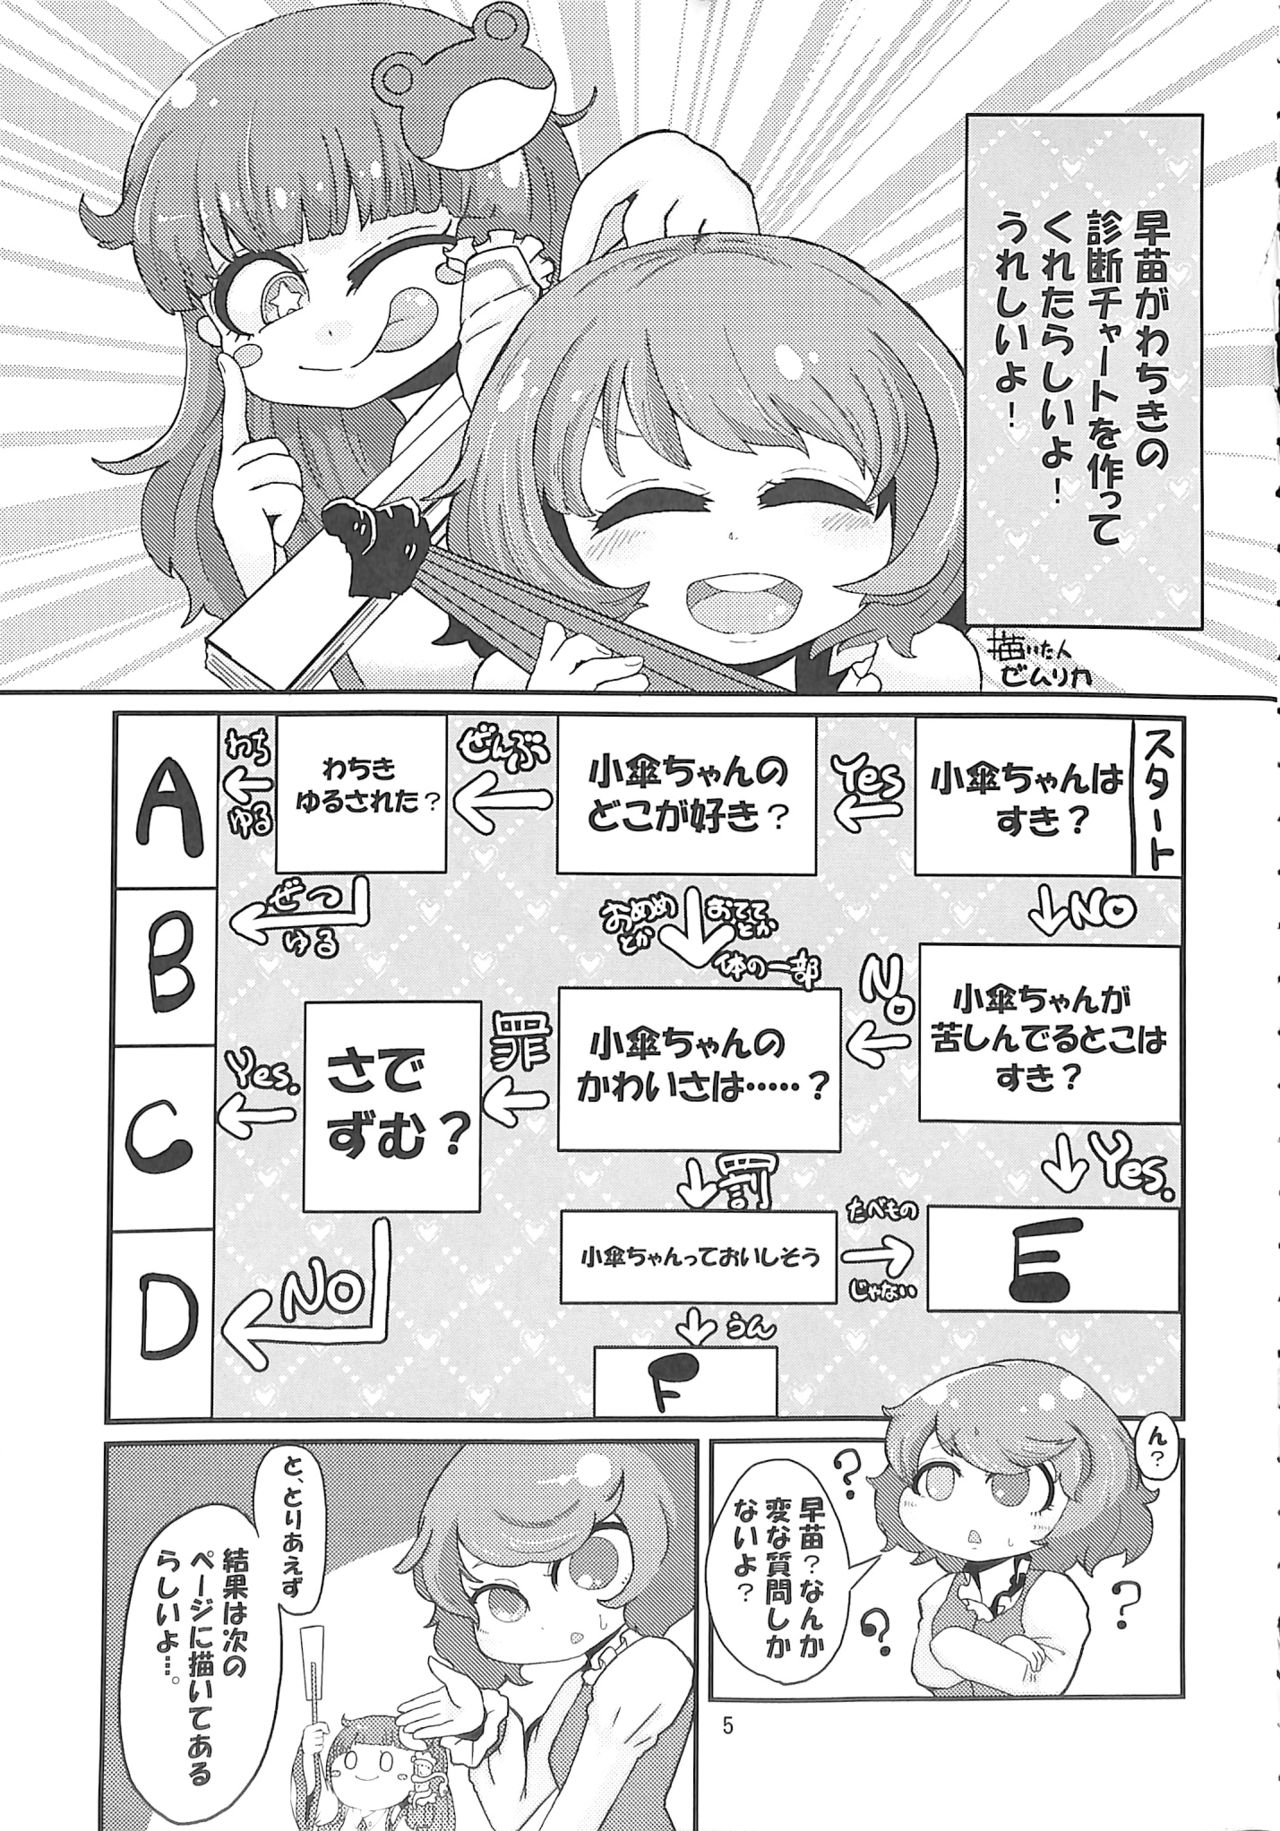 早苗がわちきの
診断チャートを作って
くれたらしいよ!
うれしいよ!
描いた人
ぜムリカ
スタート
小傘ちゃんは
すき?
Yes
NO
小傘ちゃんの
どこが好き?
ぜんぶ
わちき
ゆるされた?
わち
ゆる
A
ぜつ
ゆる
B
おててとか
おめめとか
体の一部
小傘ちゃんが
苦しんでるとこは
すき?
No
Yes.
小傘ちゃんの
かわいさは……?
罪
罰
さで
ずむ?
Yes.
C
NO
D
小傘ちゃんっておいしそう
たべもの
じゃない
E
うん
F
ん?
早苗?なんか
変な質問しか
ないよ?
?
?
?
?
と、とりあえず
結果は次の
ページに描いてある
らしいよ…。
5